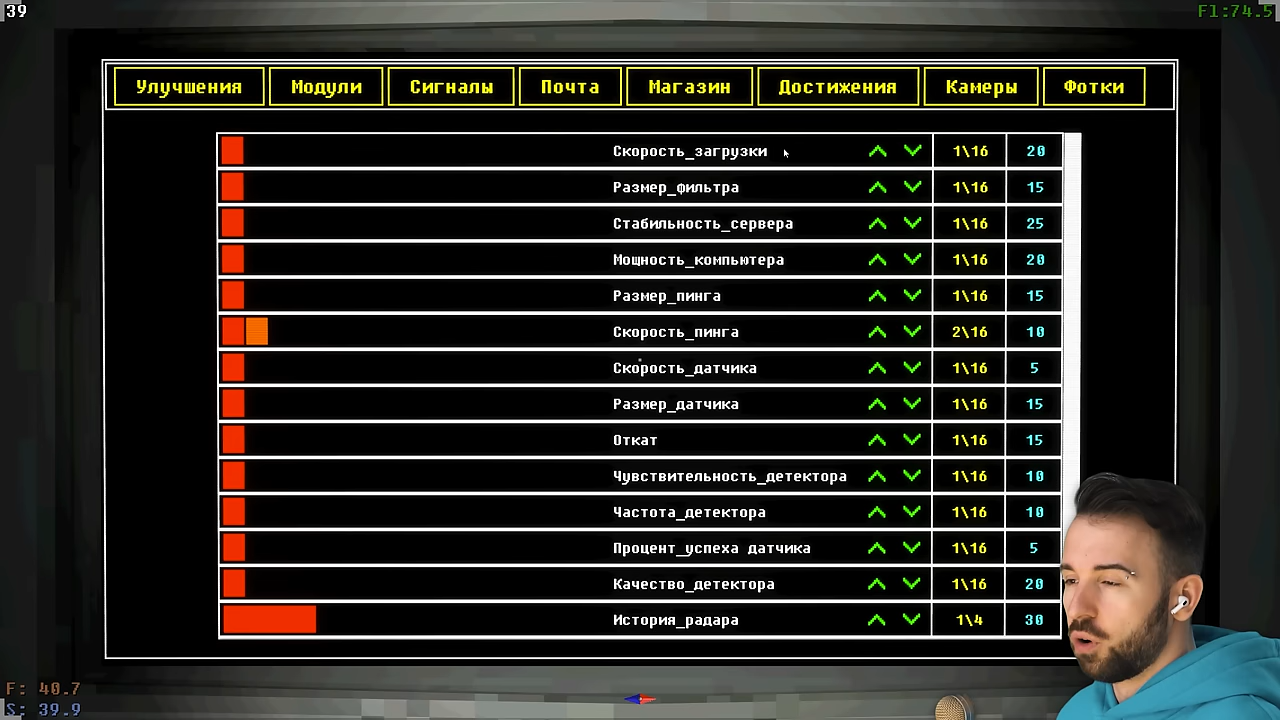 39
F1:74.5
Улучшения Модули Сигналы Почта Магазин Достижения Камеры Фотки
Скорость_загрузки 1\16 20
Размер_фильтра 1\16 15
Стабильность_сервера 1\16 25
Мощность_компьютера 1\16 20
Размер_пинга 1\16 15
Скорость_пинга 2\16 10
Скорость_датчика 1\16 5
Размер_датчика 1\16 15
Откат 1\16 15
Чувствительность_детектора 1\16 10
Частота_детектора 1\16 10
Процент_успеха датчика 1\16 5
Качество_детектора 1\16 20
История_радара 1\4 30
F: 40.7
S: 39.9